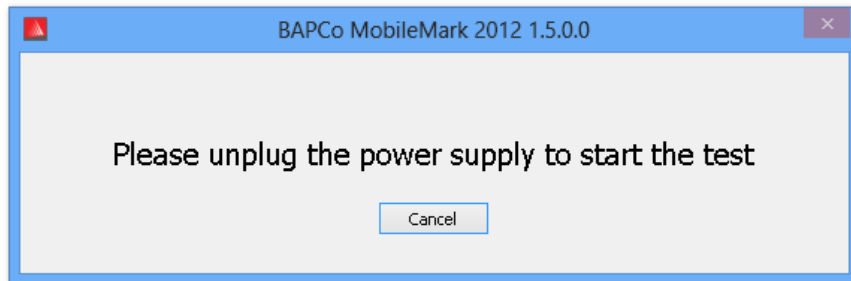 BAPCo MobileMark 2012 1.5.0.0
Please unplug the power supply to start the test
Cancel